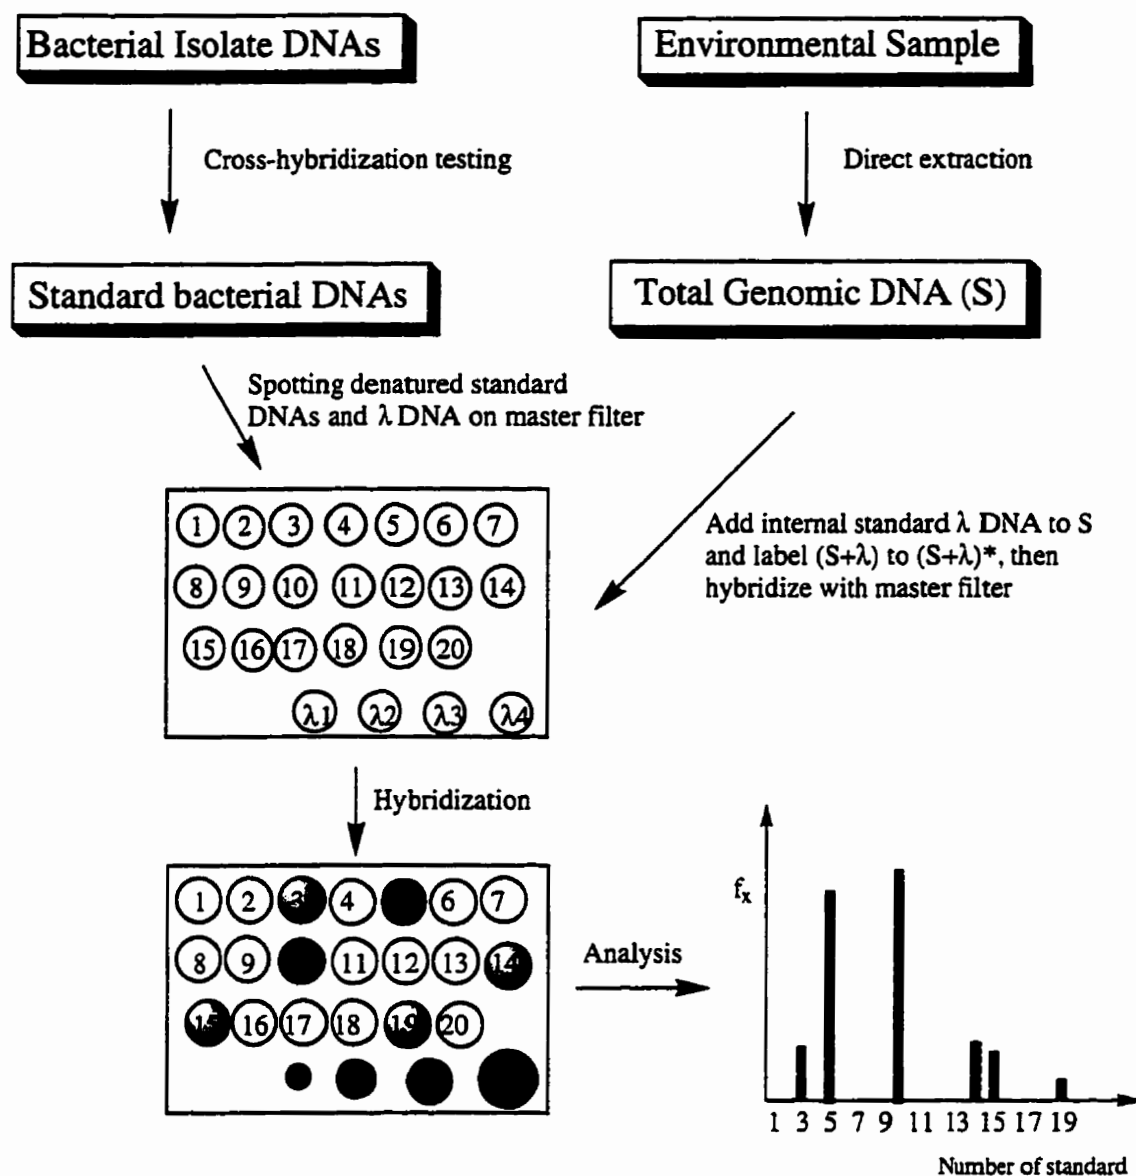 Bacterial Isolate DNAs
Environmental Sample
Cross-hybridization testing
Direct extraction
Standard bacterial DNAs
Total Genomic DNA (S)
Spotting denatured standard
DNAs and λ DNA on master filter
1 2 3 4 5 6 7
8 9 10 11 12 13 14
15 16 17 18 19 20
λ1 λ2 λ3 λ4
Add internal standard λ DNA to S
and label (S+λ) to (S+λ)*, then
hybridize with master filter
Hybridization
1 2 3 4 6 7
8 9 11 12 13 14
15 16 17 18 19 20
Analysis
fx
1 3 5 7 9 11 13 15 17 19
Number of standard